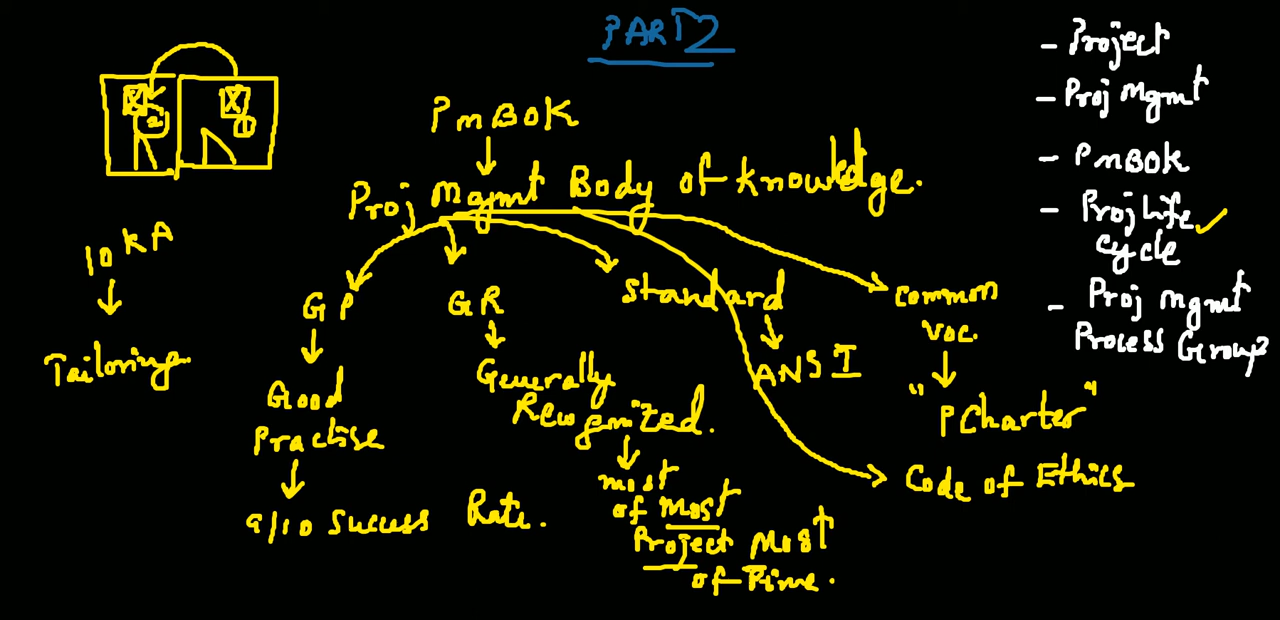 PART2
PmBOK
Proj Mgmt Body of knowledge.
10 KA
Tailoring
GP
Good
Practise
9/10 Success Rate.
GR
Generally
Recognized.
most
of most
Project Most
of Time.
Standard
ANSI
Common
voc.
"PCharter"
Code of Ethics
- Project
- Proj Mgmt
- PmBOK
- Proj Life
cycle
- Proj Mgmt
Process Groups